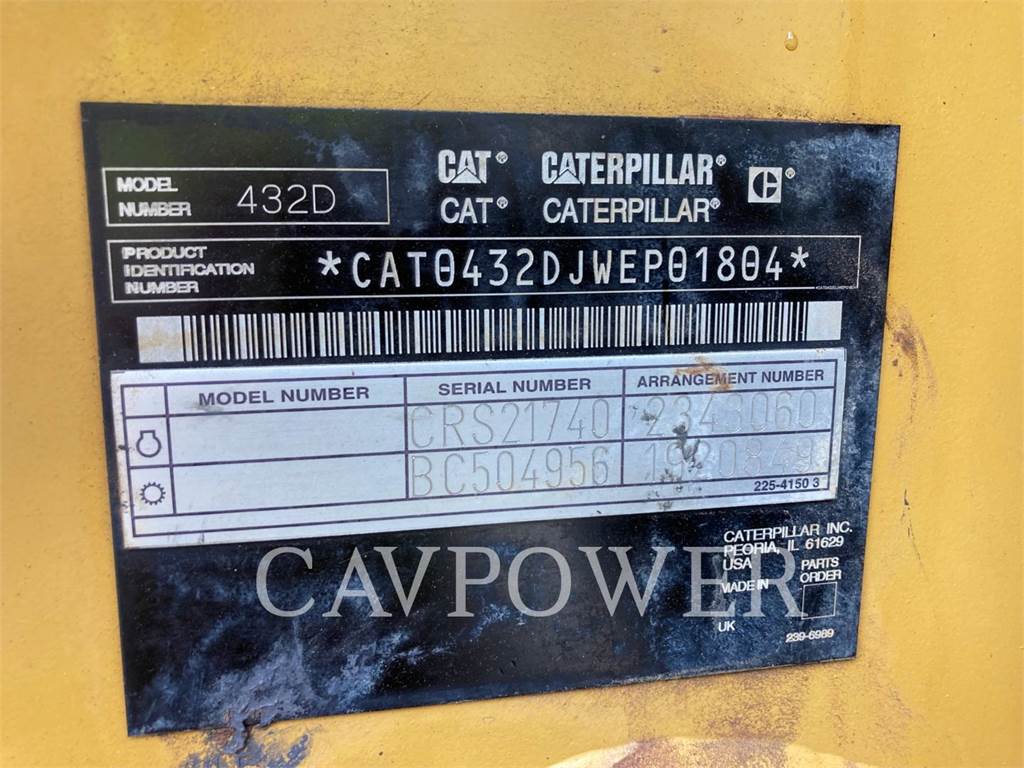 MODEL NUMBER 432D
CAT® CATERPILLAR®
CAT® CATERPILLAR®
PRODUCT IDENTIFICATION NUMBER
*CAT0432DJWEP01804*
MODEL NUMBER SERIAL NUMBER ARRANGEMENT NUMBER
CRS21740 2343060
BC504956 1920849
225-4150 3
CATERPILLAR INC.
PEORIA, IL 61629
USA
MADE IN
UK
PARTS ORDER
239-6989
CAVPOWER